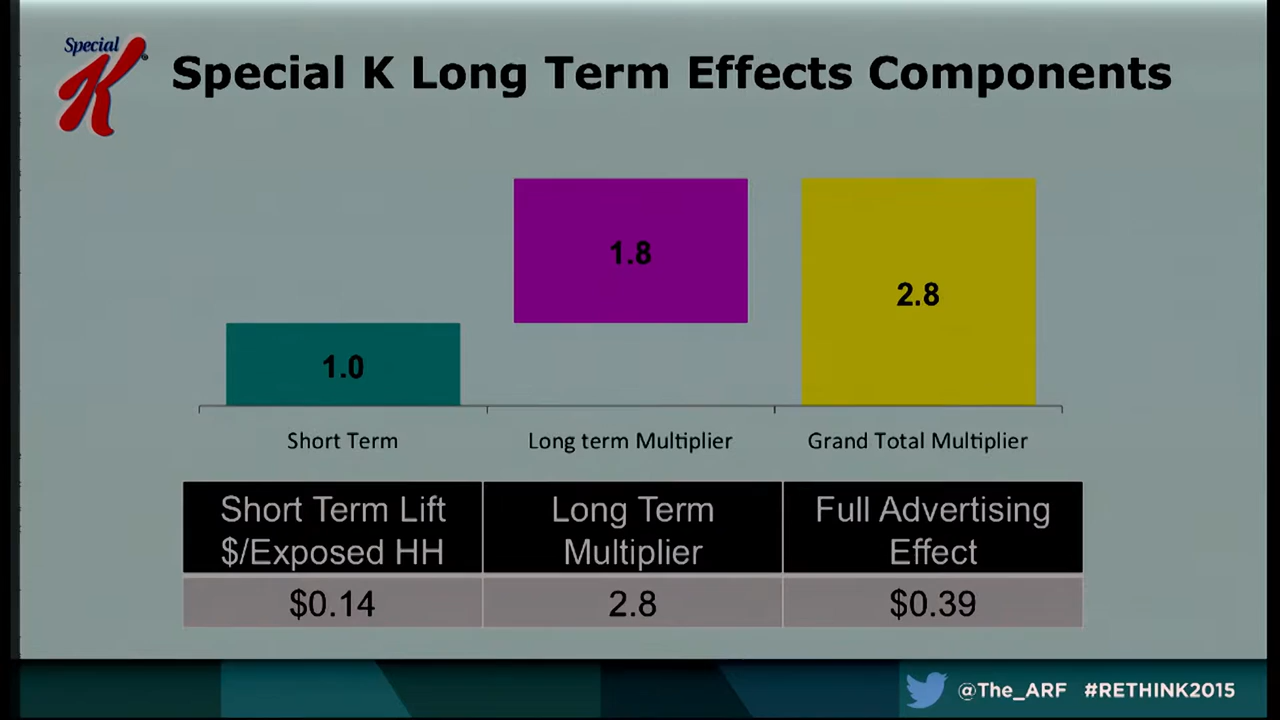 Special
K
Special K Long Term Effects Components
1.0
1.8
2.8
Short Term
Long term Multiplier
Grand Total Multiplier
Short Term Lift
$/Exposed HH
Long Term
Multiplier
Full Advertising
Effect
$0.14
2.8
$0.39
@The_ARF #RETHINK2015